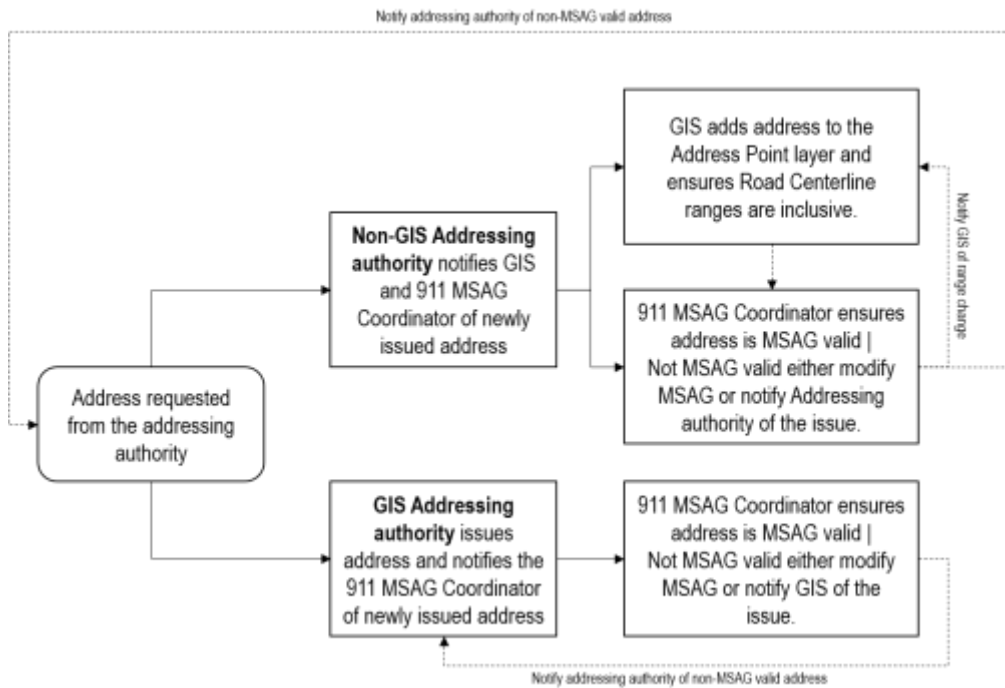 Notify addressing authority of non-MSAG valid address
GIS adds address to the
Address Point layer and
ensures Road Centerline
ranges are inclusive.
Notify GIS of range change
Non-GIS Addressing
authority notifies GIS
and 911 MSAG
Coordinator of newly
issued address
911 MSAG Coordinator ensures
address is MSAG valid |
Not MSAG valid either modify
MSAG or notify Addressing
authority of the issue.
Address requested
from the addressing
authority
GIS Addressing
authority issues
address and notifies the
911 MSAG Coordinator
of newly issued address
911 MSAG Coordinator ensures
address is MSAG valid |
Not MSAG valid either modify
MSAG or notify GIS of the
issue.
Notify addressing authority of non-MSAG valid address